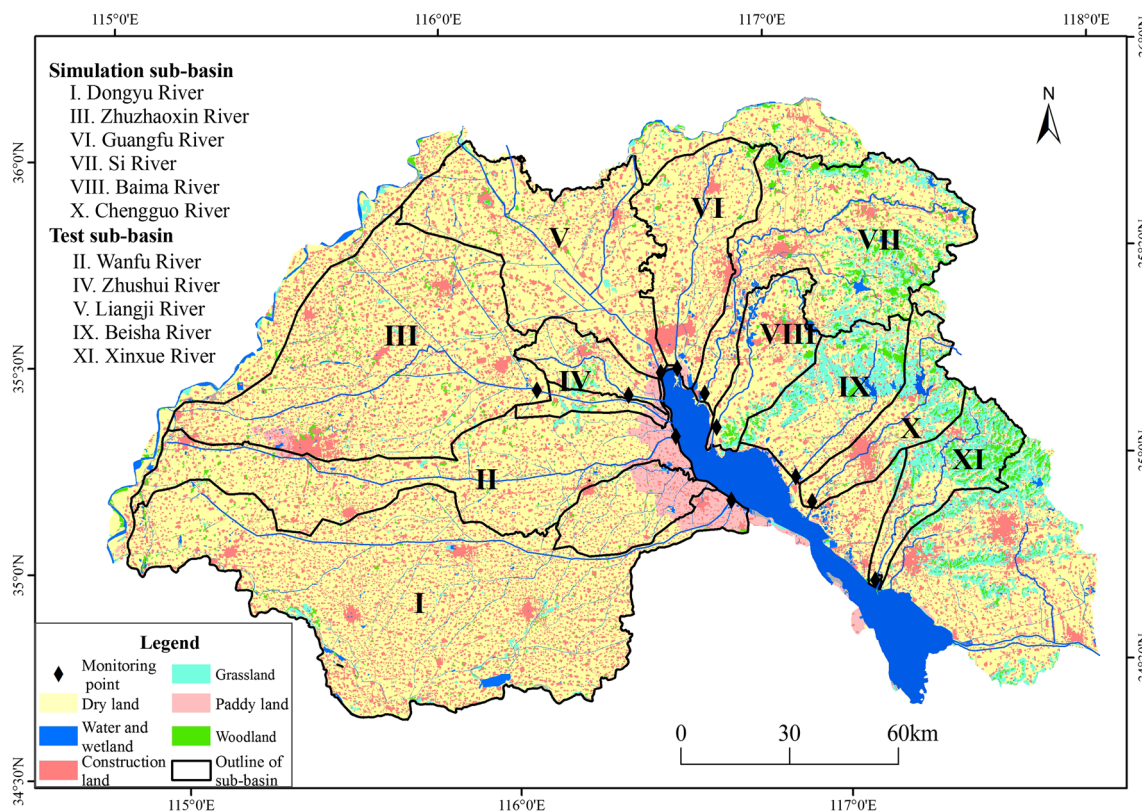 115°0'E 116°0'E 117°0'E 118°0'E
Simulation sub-basin
I. Dongyu River
III. Zhuzhaoxin River
VI. Guangfu River
VII. Si River
VIII. Baima River
X. Chengguo River
Test sub-basin
II. Wanfu River
IV. Zhushui River
V. Liangji River
IX. Beisha River
XI. Xinxue River
N
36°0'N
35°30'N
35°0'N
34°30'N
VI
V
VII
III
VIII
IV
IX
X
XI
II
I
Legend
Monitoring point
Grassland
Dry land
Paddy land
Water and wetland
Woodland
Construction land
Outline of sub-basin
0 30 60km
115°0'E 116°0'E 117°0'E